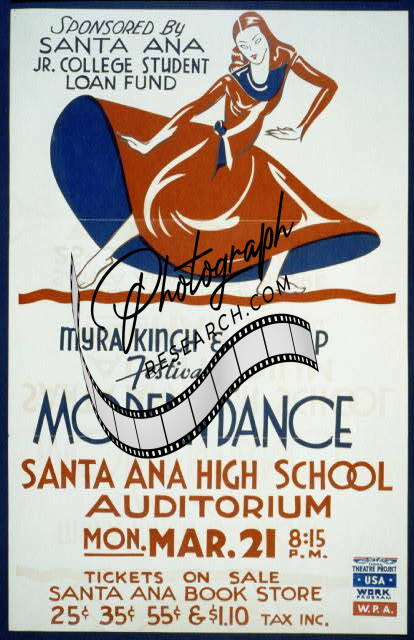 SPONSORED By
SANTA ANA
JR. COLLEGE STUDENT
LOAN FUND
Photograph
RESEARCH.COM
MYRA KINCH &
Festival
MODERN DANCE
SANTA ANA HIGH SCHOOL
AUDITORIUM
MON. MAR. 21 8:15
P.M.
TICKETS ON SALE
SANTA ANA BOOK STORE
25¢ 35¢ 55¢ & $1.10 TAX INC.
THEATRE PROJECT
USA
WORK
PROGRAM
W.P.A.